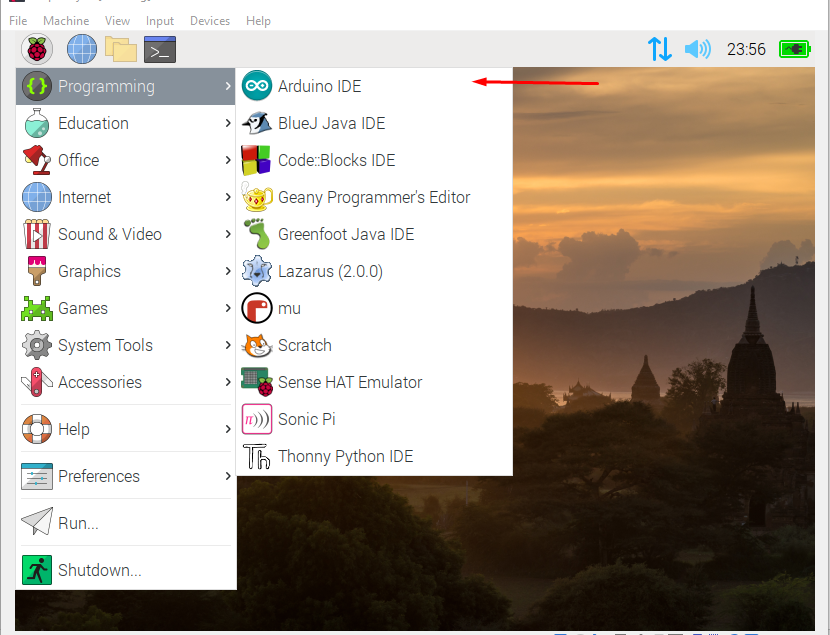 File Machine View Input Devices Help
23:56
Programming
Education
Office
Internet
Sound & Video
Graphics
Games
System Tools
Accessories
Help
Preferences
Run...
Shutdown...
Arduino IDE
BlueJ Java IDE
Code::Blocks IDE
Geany Programmer's Editor
Greenfoot Java IDE
Lazarus (2.0.0)
mu
Scratch
Sense HAT Emulator
Sonic Pi
Th Thonny Python IDE